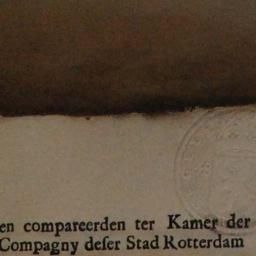 en compareerden ter Kamer der
Compagny deſer Stad Rotterdam